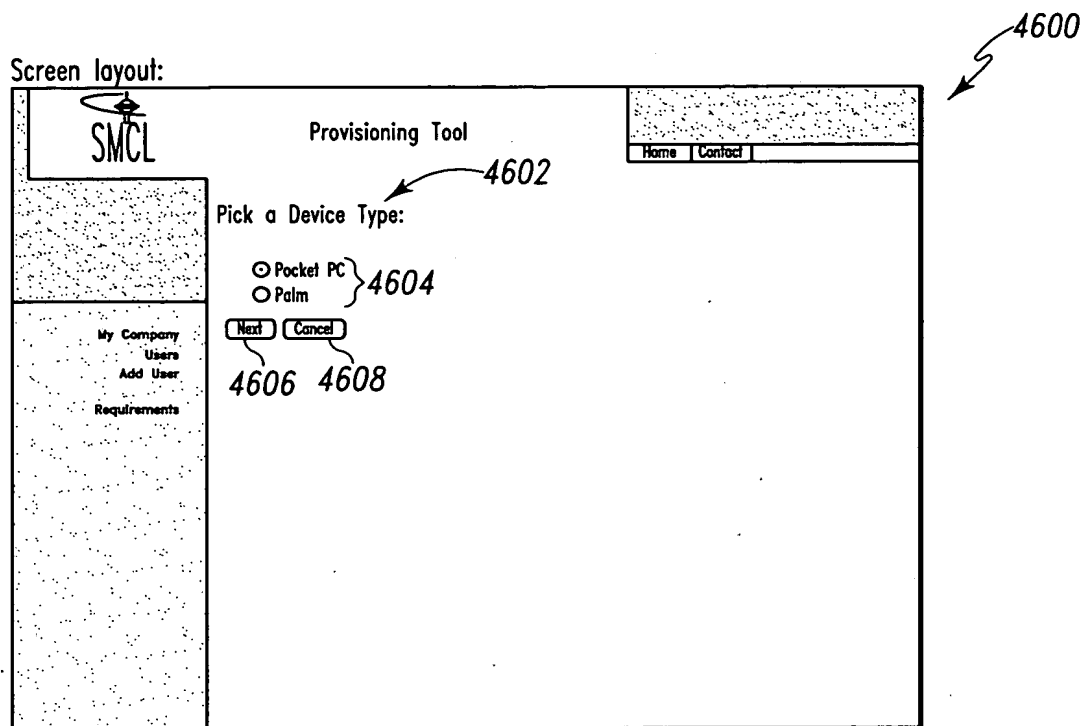 4600
Screen layout:
SMCL
Provisioning Tool
Home Contact
4602
Pick a Device Type:
Pocket PC
Palm
4604
Next Cancel
4606 4608
My Company
Users
Add User
Requirements